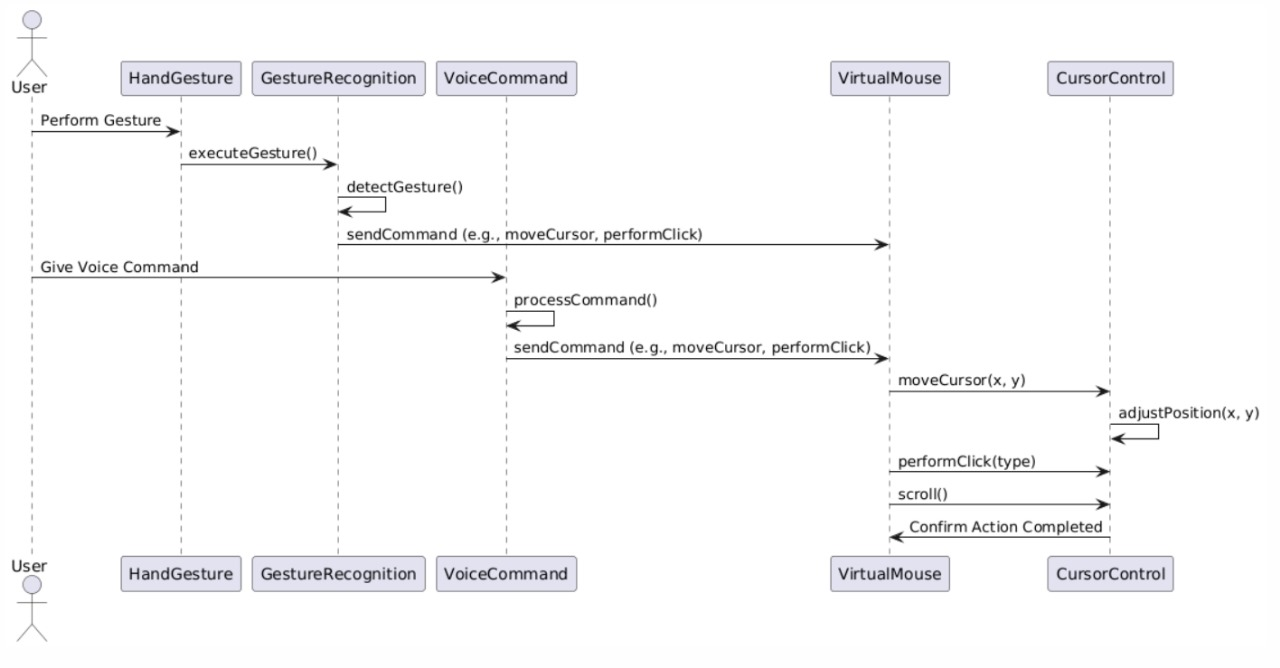 User
HandGesture
GestureRecognition
VoiceCommand
VirtualMouse
CursorControl
Perform Gesture
executeGesture()
detectGesture()
sendCommand (e.g., moveCursor, performClick)
Give Voice Command
processCommand()
sendCommand (e.g., moveCursor, performClick)
moveCursor(x, y)
adjustPosition(x, y)
performClick(type)
scroll()
Confirm Action Completed
User
HandGesture
GestureRecognition
VoiceCommand
VirtualMouse
CursorControl